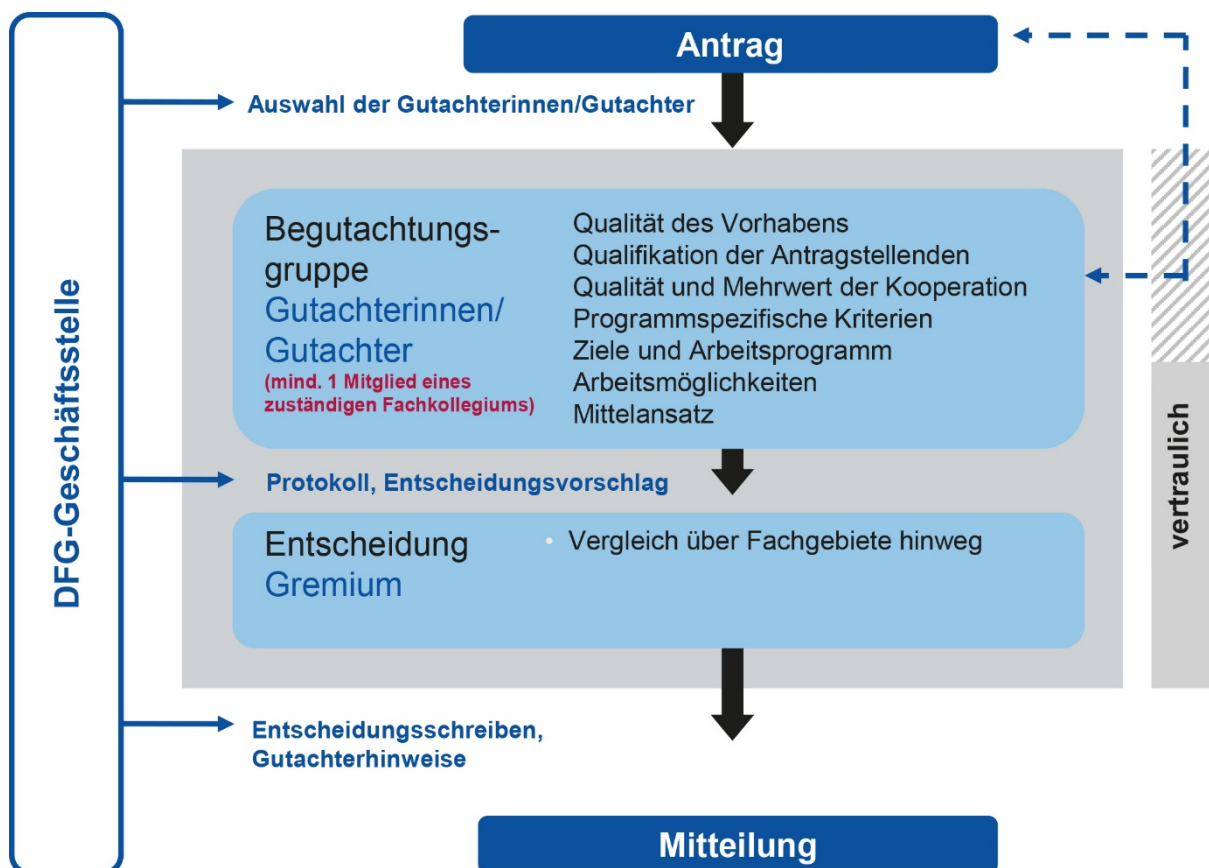 Antrag
DFG-Geschäftsstelle
Auswahl der Gutachterinnen/Gutachter
Begutachtungs-
gruppe
Gutachterinnen/
Gutachter
(mind. 1 Mitglied eines
zuständigen Fachkollegiums)
Qualität des Vorhabens
Qualifikation der Antragstellenden
Qualität und Mehrwert der Kooperation
Programmspezifische Kriterien
Ziele und Arbeitsprogramm
Arbeitsmöglichkeiten
Mittelansatz
vertraulich
Protokoll, Entscheidungsvorschlag
Entscheidung
Gremium
• Vergleich über Fachgebiete hinweg
Entscheidungsschreiben,
Gutachterhinweise
Mitteilung